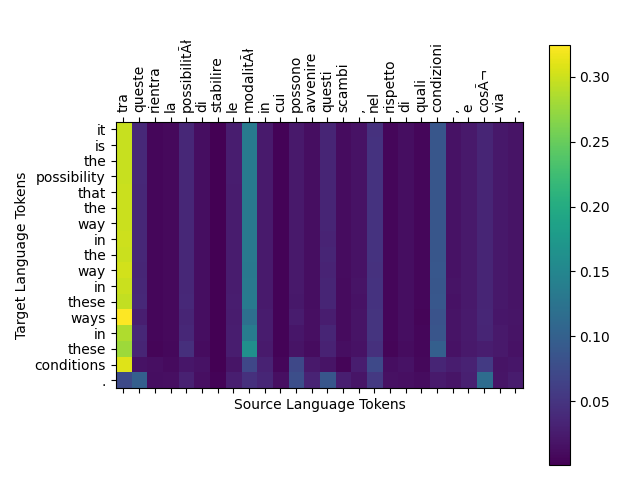 tra queste rientra la possibilitÃł di stabilire le modalitÃł in cui possono avvenire questi scambi , nel rispetto di quali condizioni , e cosÃ¬ via .
it
is
the
possibility
that
the
way
in
the
way
in
these
ways
in
these
conditions
.
Target Language Tokens
Source Language Tokens
0.30
0.25
0.20
0.15
0.10
0.05